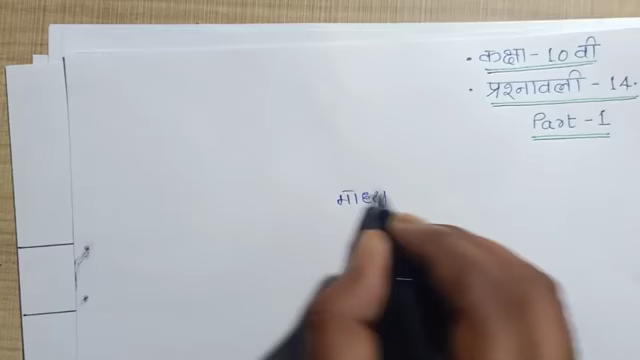 • कक्षा - 10 वी
• प्रश्नावली - 14.
Part - 1